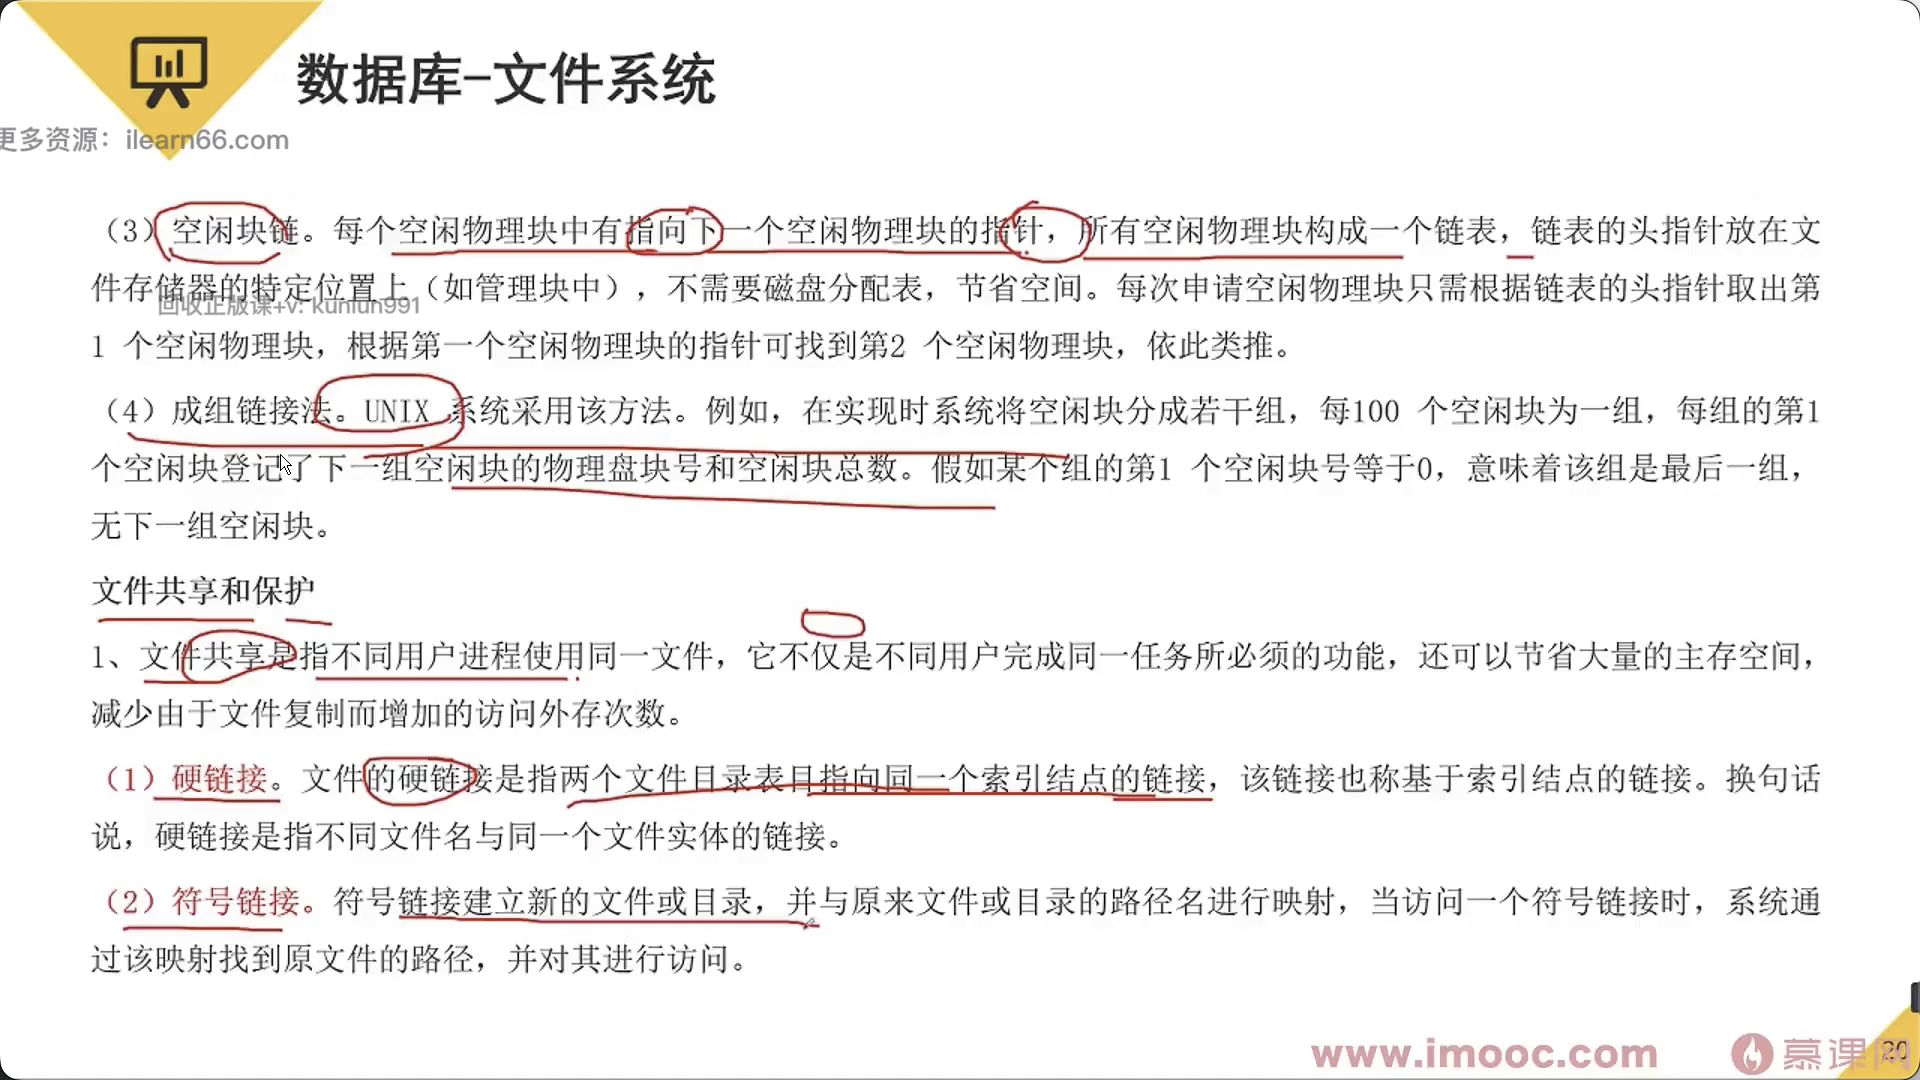 数据库-文件系统
更多资源：ilearn66.com
（3）空闲块链。每个空闲物理块中有指向下一个空闲物理块的指针，所有空闲物理块构成一个链表，链表的头指针放在文
件存储器的特定位置上（如管理块中），不需要磁盘分配表，节省空间。每次申请空闲物理块只需根据链表的头指针取出第
回收正版课+v: kunlun991
1 个空闲物理块，根据第一个空闲物理块的指针可找到第2 个空闲物理块，依此类推。
（4）成组链接法。UNIX 系统采用该方法。例如，在实现时系统将空闲块分成若干组，每100 个空闲块为一组，每组的第1
个空闲块登记了下一组空闲块的物理盘块号和空闲块总数。假如某个组的第1 个空闲块号等于0，意味着该组是最后一组，
无下一组空闲块。
文件共享和保护
1、文件共享是指不同用户进程使用同一文件，它不仅是不同用户完成同一任务所必须的功能，还可以节省大量的主存空间，
减少由于文件复制而增加的访问外存次数。
（1）硬链接。文件的硬链接是指两个文件目录表目指向同一个索引结点的链接，该链接也称基于索引结点的链接。换句话
说，硬链接是指不同文件名与同一个文件实体的链接。
（2）符号链接。符号链接建立新的文件或目录，并与原来文件或目录的路径名进行映射，当访问一个符号链接时，系统通
过该映射找到原文件的路径，并对其进行访问。
www.imooc.com
慕课网
20